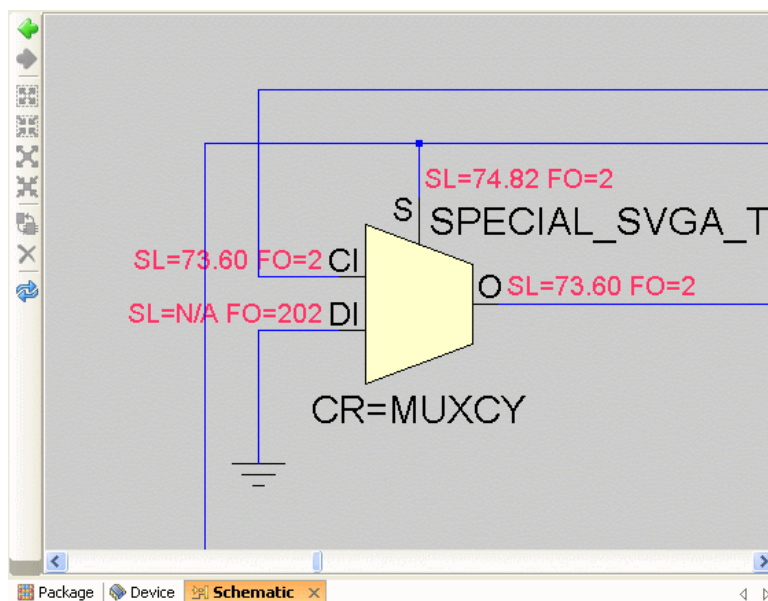 SL=74.82 FO=2
S SPECIAL_SVGA_T
SL=73.60 FO=2 CI
O SL=73.60 FO=2
SL=N/A FO=202 DI
CR=MUXCY
Package Device Schematic